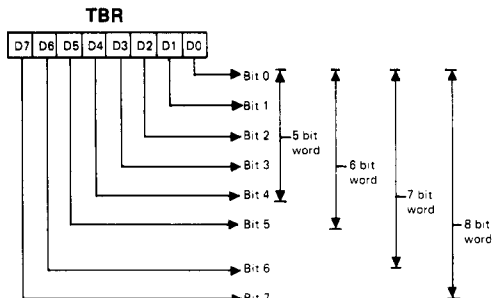 TBR
D7 D6 D5 D4 D3 D2 D1 D0
Bit 0
Bit 1
Bit 2
5 bit
word
Bit 3
6 bit
word
Bit 4
7 bit
word
Bit 5
8 bit
word
Bit 6
Bit 7